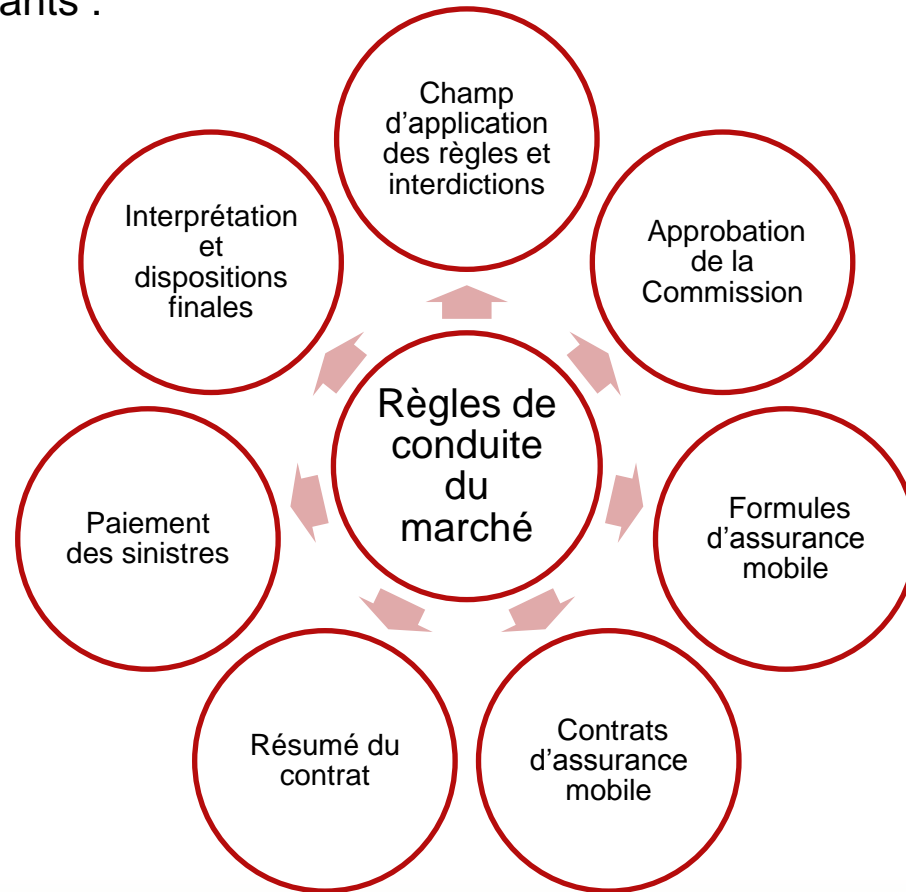 Champ
d’application
des règles et
interdictions
Approbation
de la
Commission
Formules
d’assurance
mobile
Contrats
d’assurance
mobile
Résumé du
contrat
Paiement
des sinistres
Interprétation
et
dispositions
finales
Règles de
conduite
du
marché